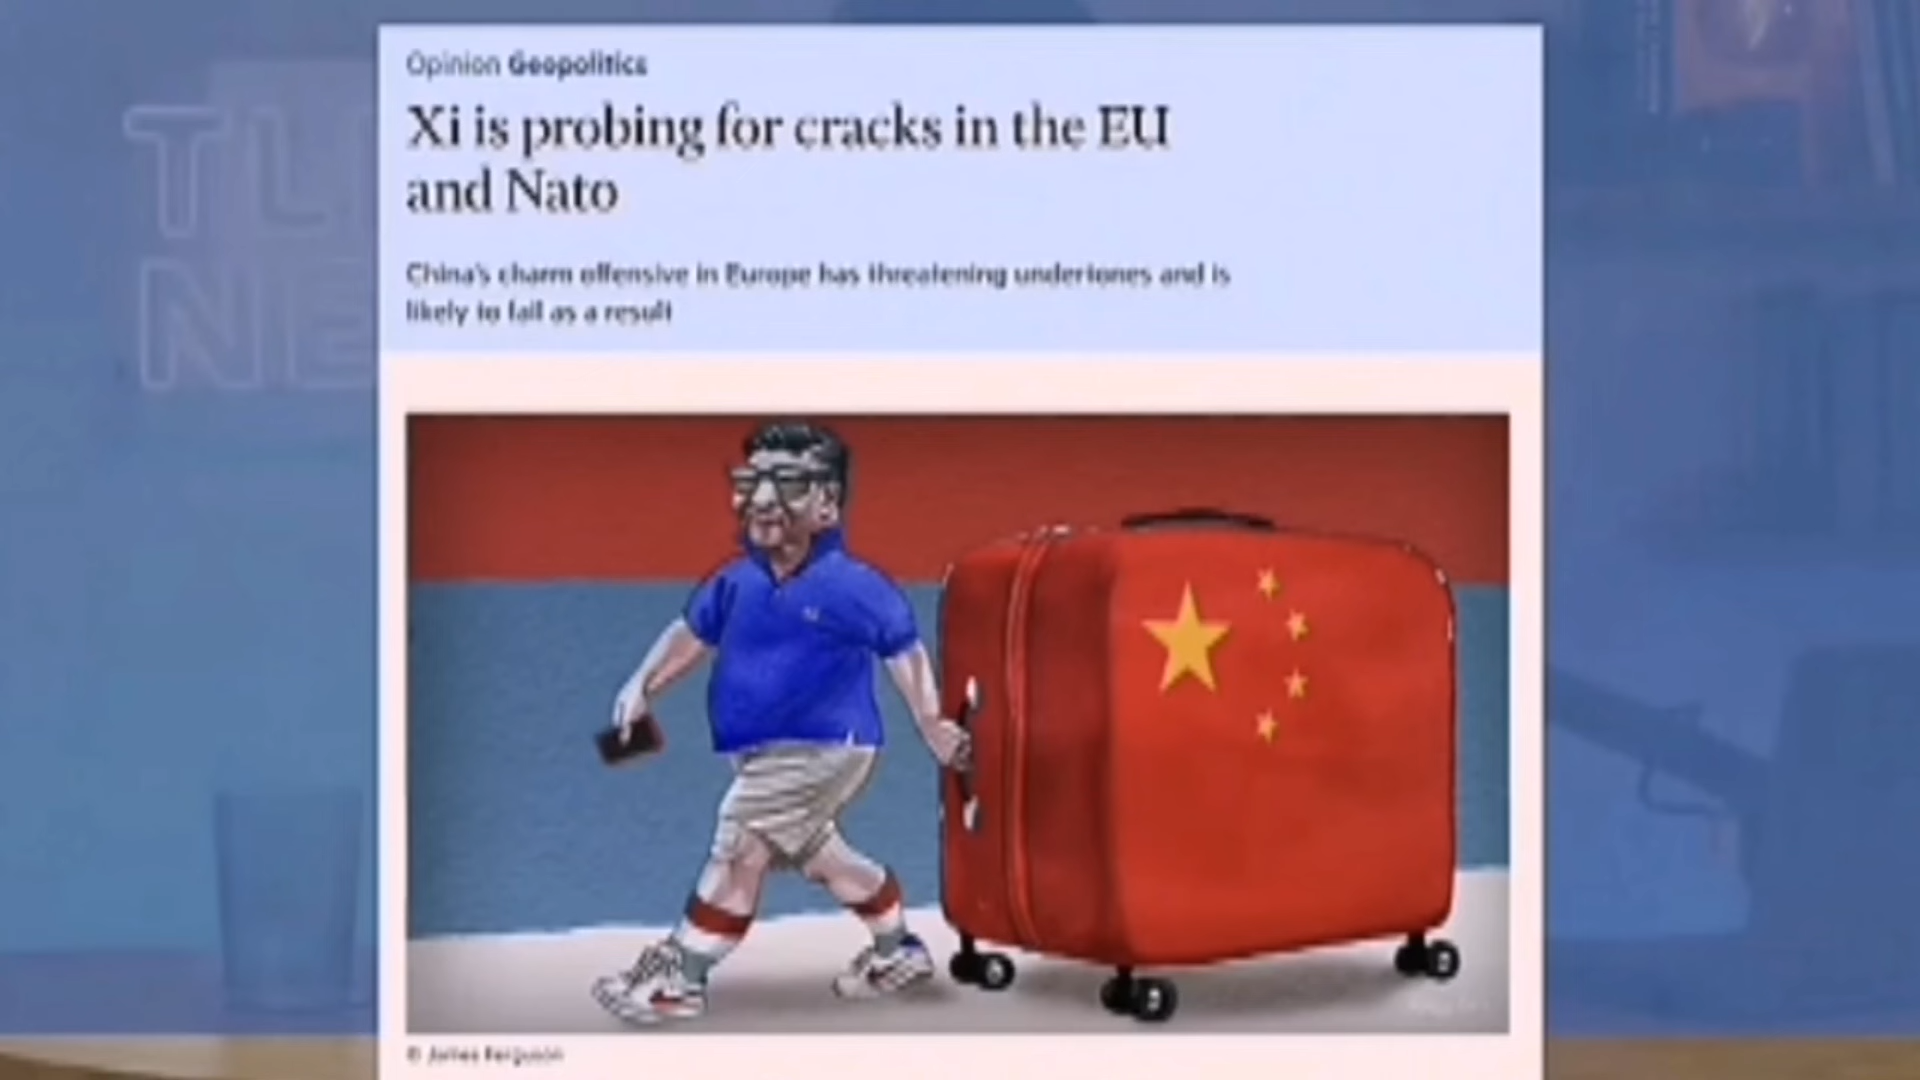 Opinion Geopolitics
Xi is probing for cracks in the EU
and Nato
China's charm offensive in Europe has threatening undertones and is
likely to fail as a result
© James Ferguson